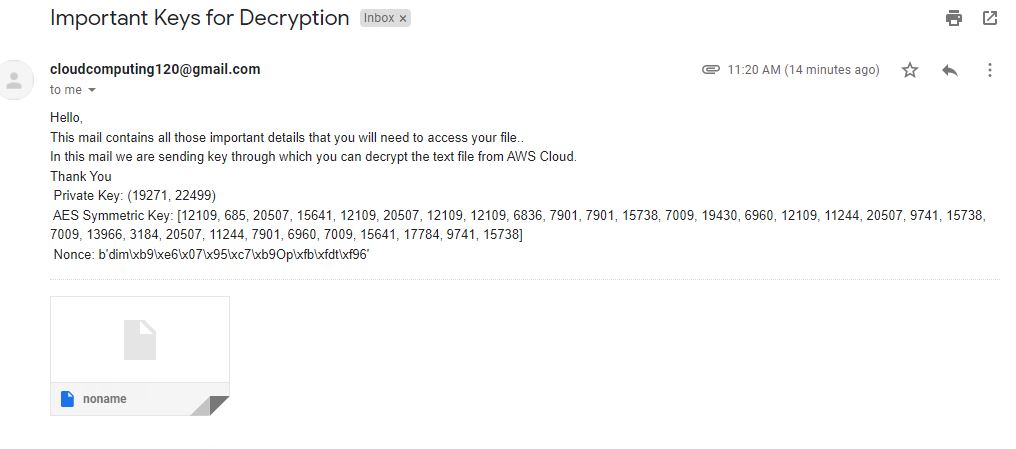 Important Keys for Decryption Inbox ×
cloudcomputing120@gmail.com 11:20 AM (14 minutes ago)
to me
Hello,
This mail contains all those important details that you will need to access your file..
In this mail we are sending key through which you can decrypt the text file from AWS Cloud.
Thank You
Private Key: (19271, 22499)
AES Symmetric Key: [12109, 685, 20507, 15641, 12109, 20507, 12109, 12109, 6836, 7901, 7901, 15738, 7009, 19430, 6960, 12109, 11244, 20507, 9741, 15738,
7009, 13966, 3184, 20507, 11244, 7901, 6960, 7009, 15641, 17784, 9741, 15738]
Nonce: b'dim\xb9\xe6\x07\x95\xc7\xb9Op\xfb\xfdt\xf96'
noname